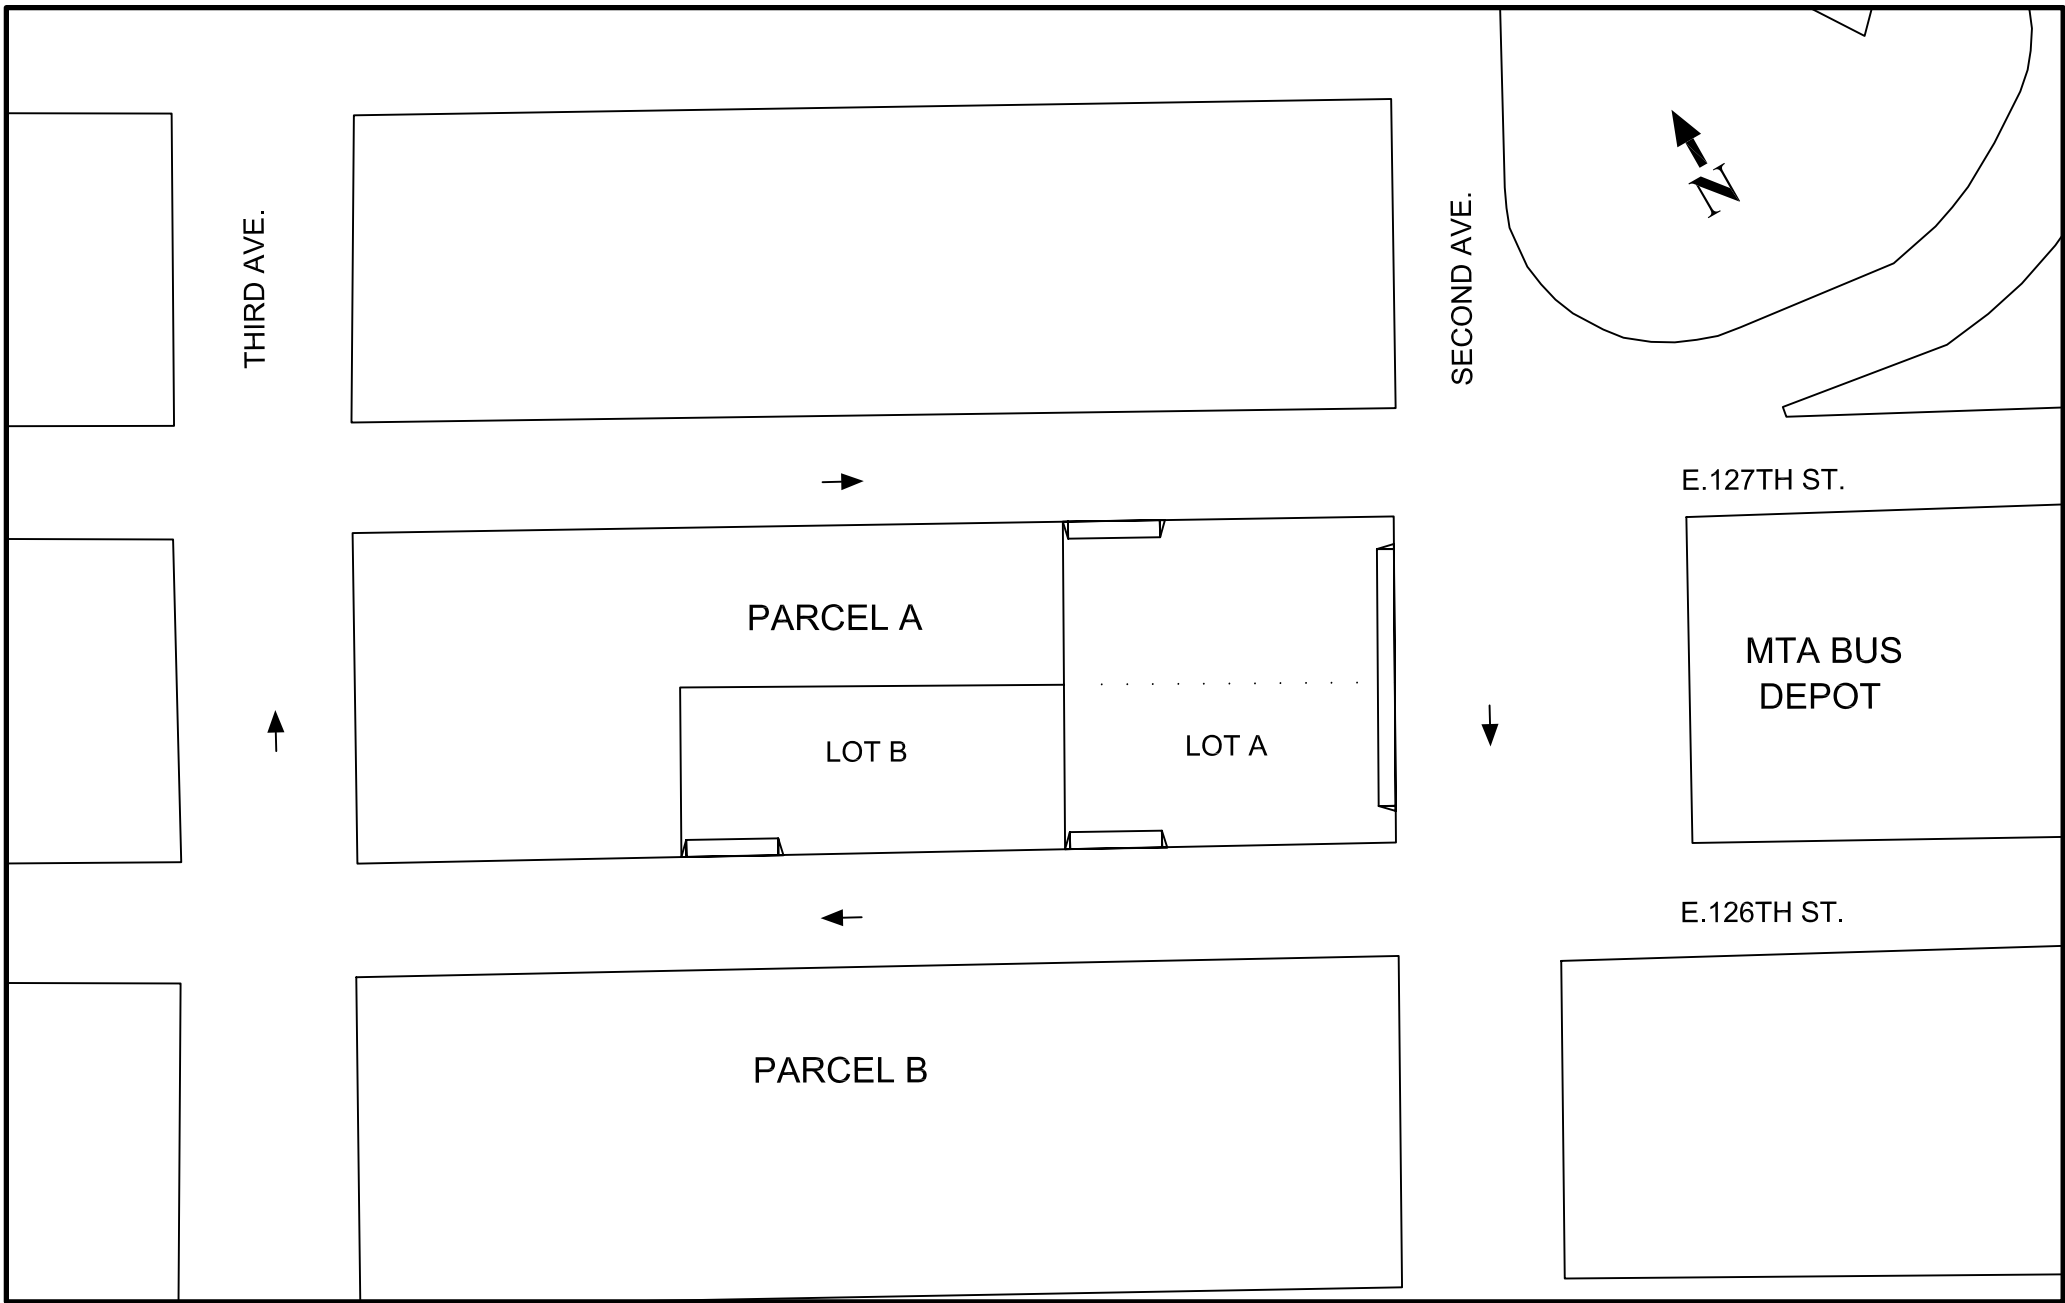 THIRD AVE.
SECOND AVE.
N
E.127TH ST.
PARCEL A
MTA BUS
DEPOT
LOT B
LOT A
E.126TH ST.
PARCEL B